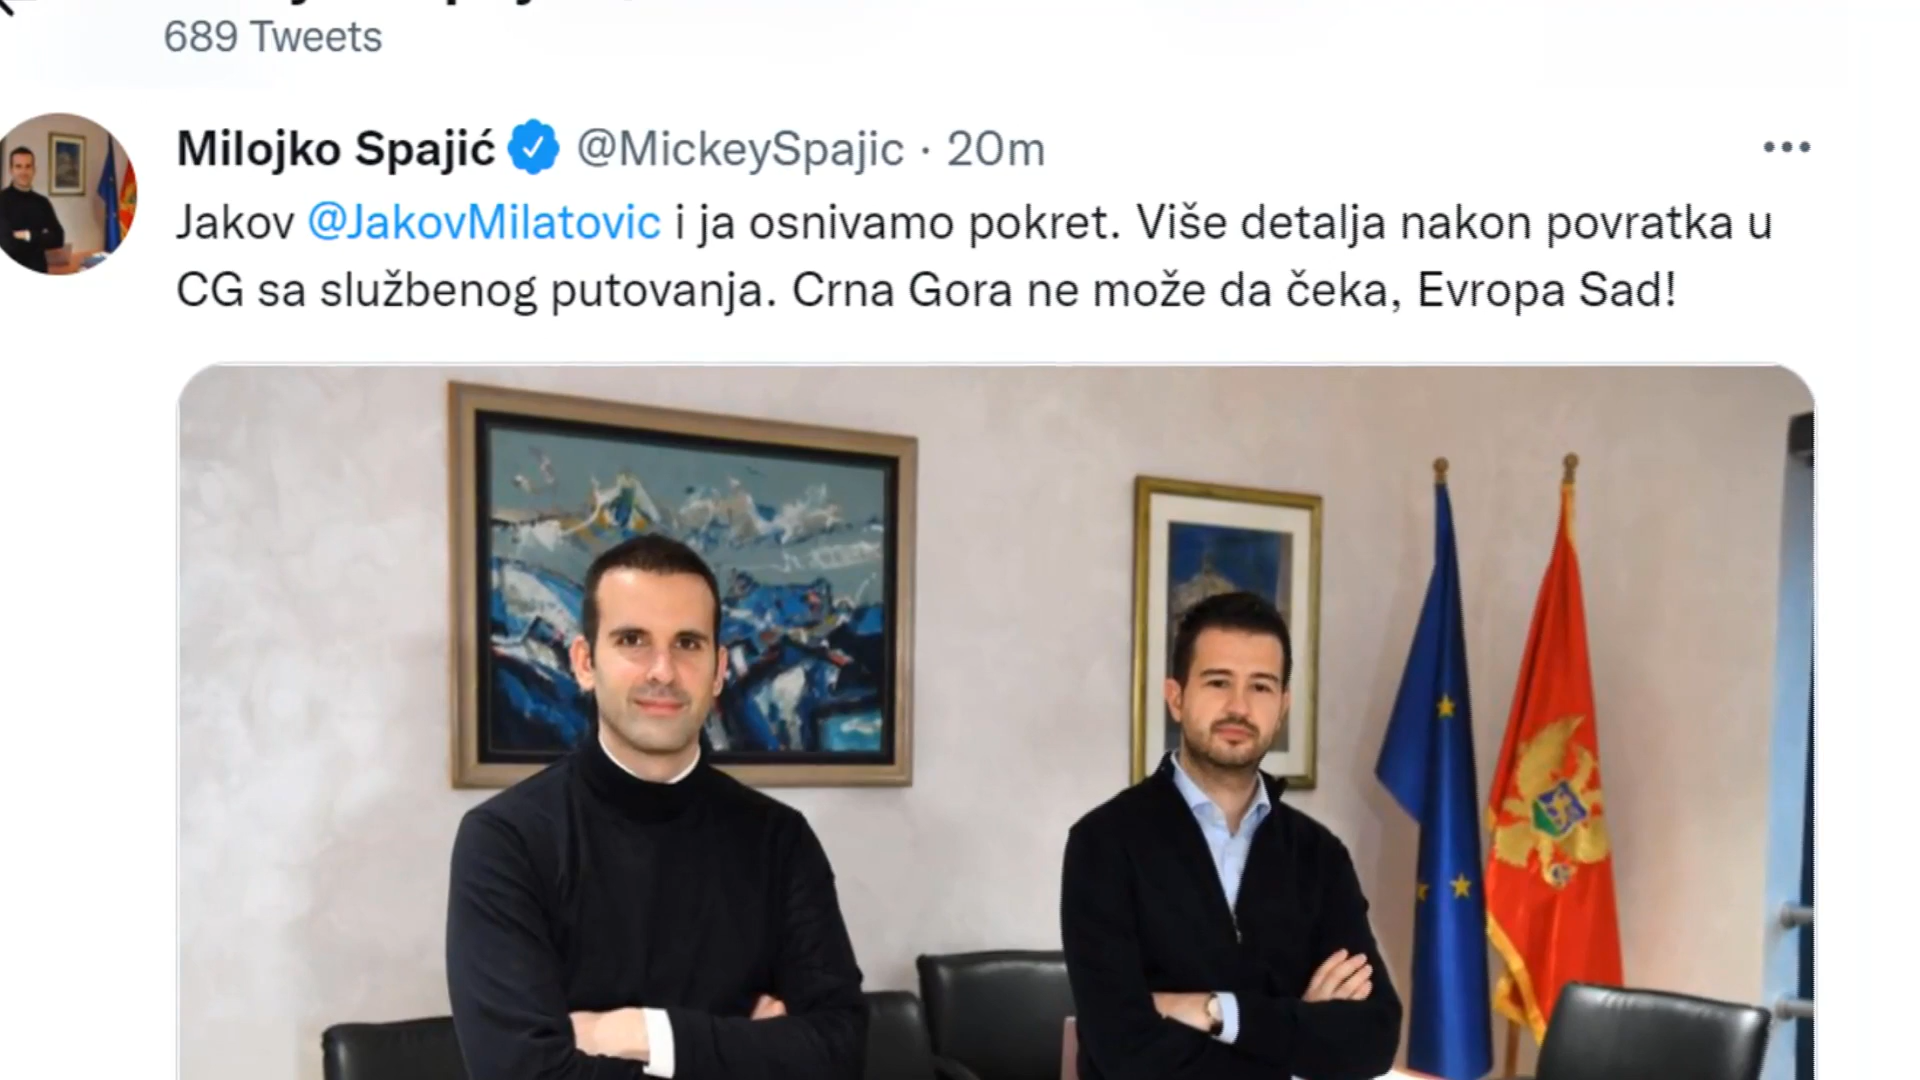 689 Tweets
Milojko Spajić @MickeySpajic · 20m
Jakov @JakovMilatovic i ja osnivamo pokret. Više detalja nakon povratka u
CG sa službenog putovanja. Crna Gora ne može da čeka, Evropa Sad!